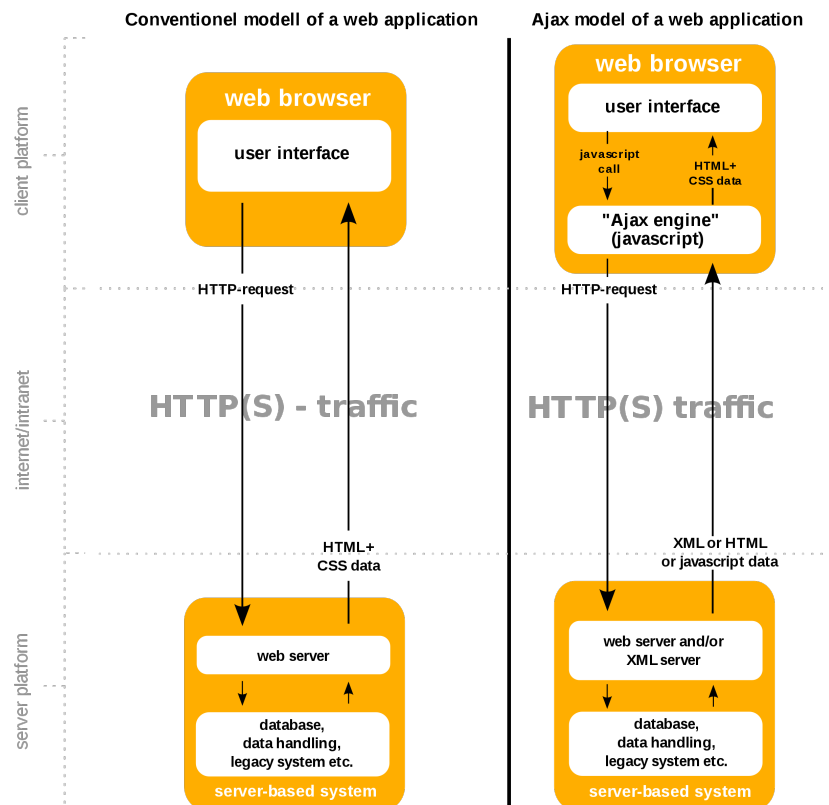 Conventionel modell of a web application
web browser
user interface
HTTP-request
HTTP(S) - traffic
HTML+
CSS data
web server
database,
data handling,
legacy system etc.
server-based system
Ajax model of a web application
web browser
user interface
javascript
call
HTML+
CSS data
"Ajax engine"
(javascript)
HTTP-request
HTTP(S) traffic
XML or HTML
or javascript data
web server and/or
XML server
database,
data handling,
legacy system etc.
server-based system
client platform
internet/intranet
server platform